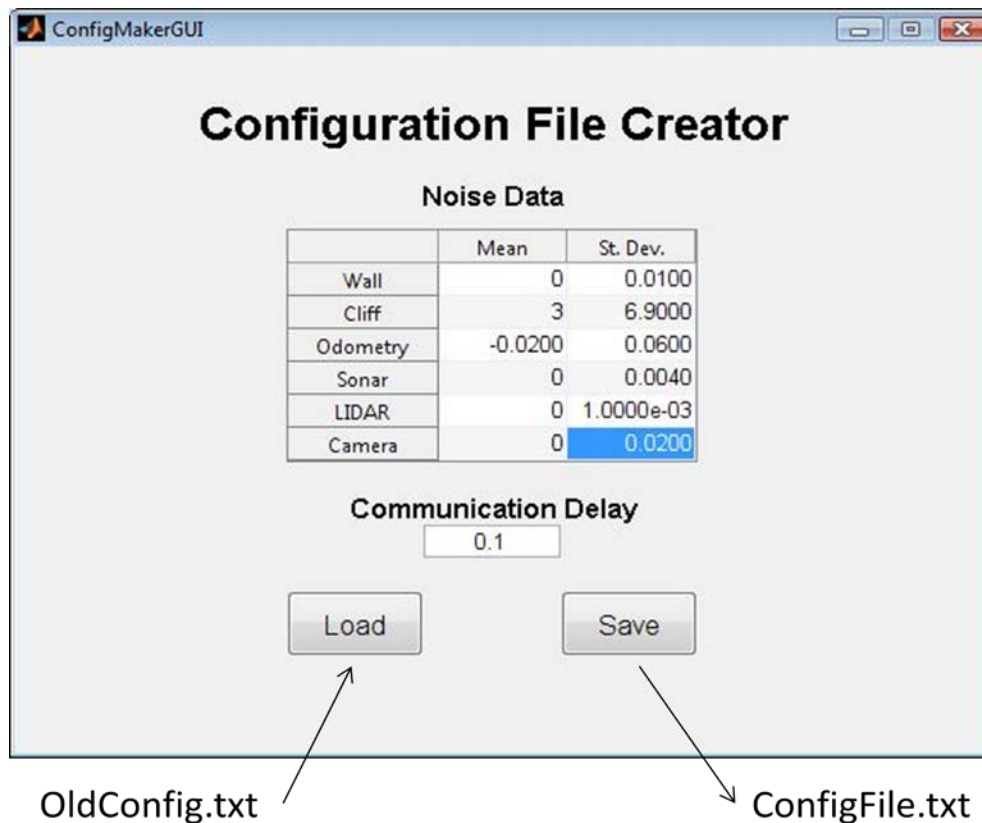 ConfigMakerGUI
Configuration File Creator
Noise Data
Mean St. Dev.
Wall 0 0.0100
Cliff 3 6.9000
Odometry -0.0200 0.0600
Sonar 0 0.0040
LIDAR 0 1.0000e-03
Camera 0 0.0200
Communication Delay
0.1
Load Save
OldConfig.txt ConfigFile.txt